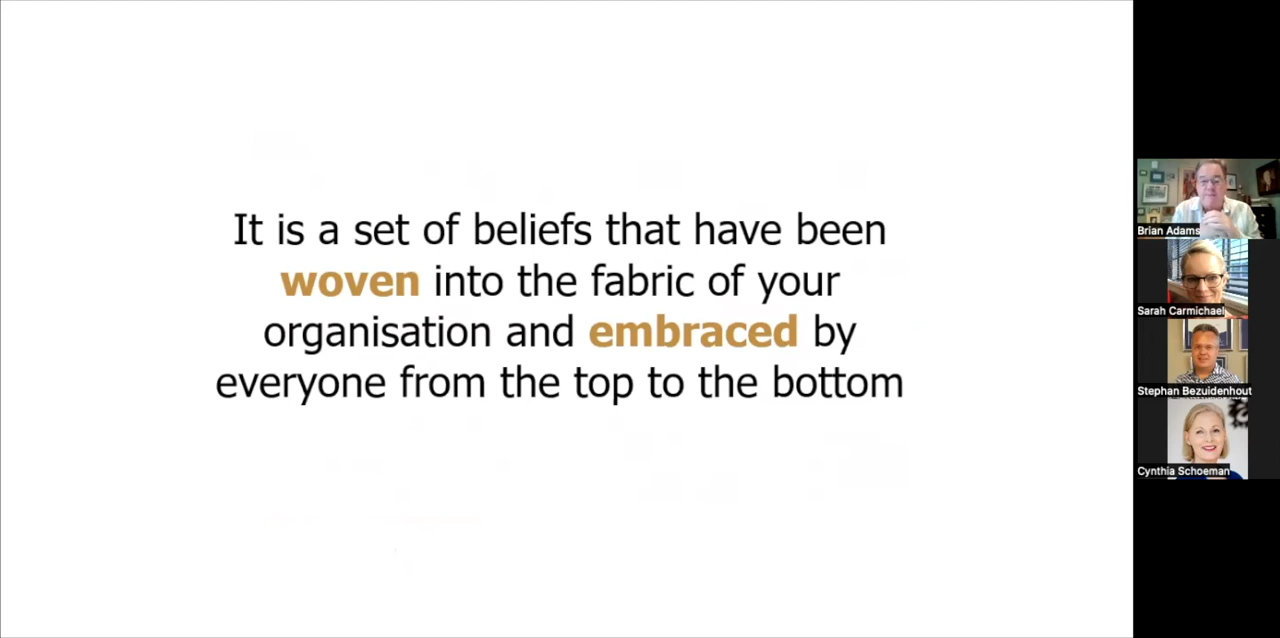 It is a set of beliefs that have been
woven into the fabric of your
organisation and embraced by
everyone from the top to the bottom
Brian Adams
Sarah Carmichael
Stephan Bezuidenhout
Cynthia Schoeman